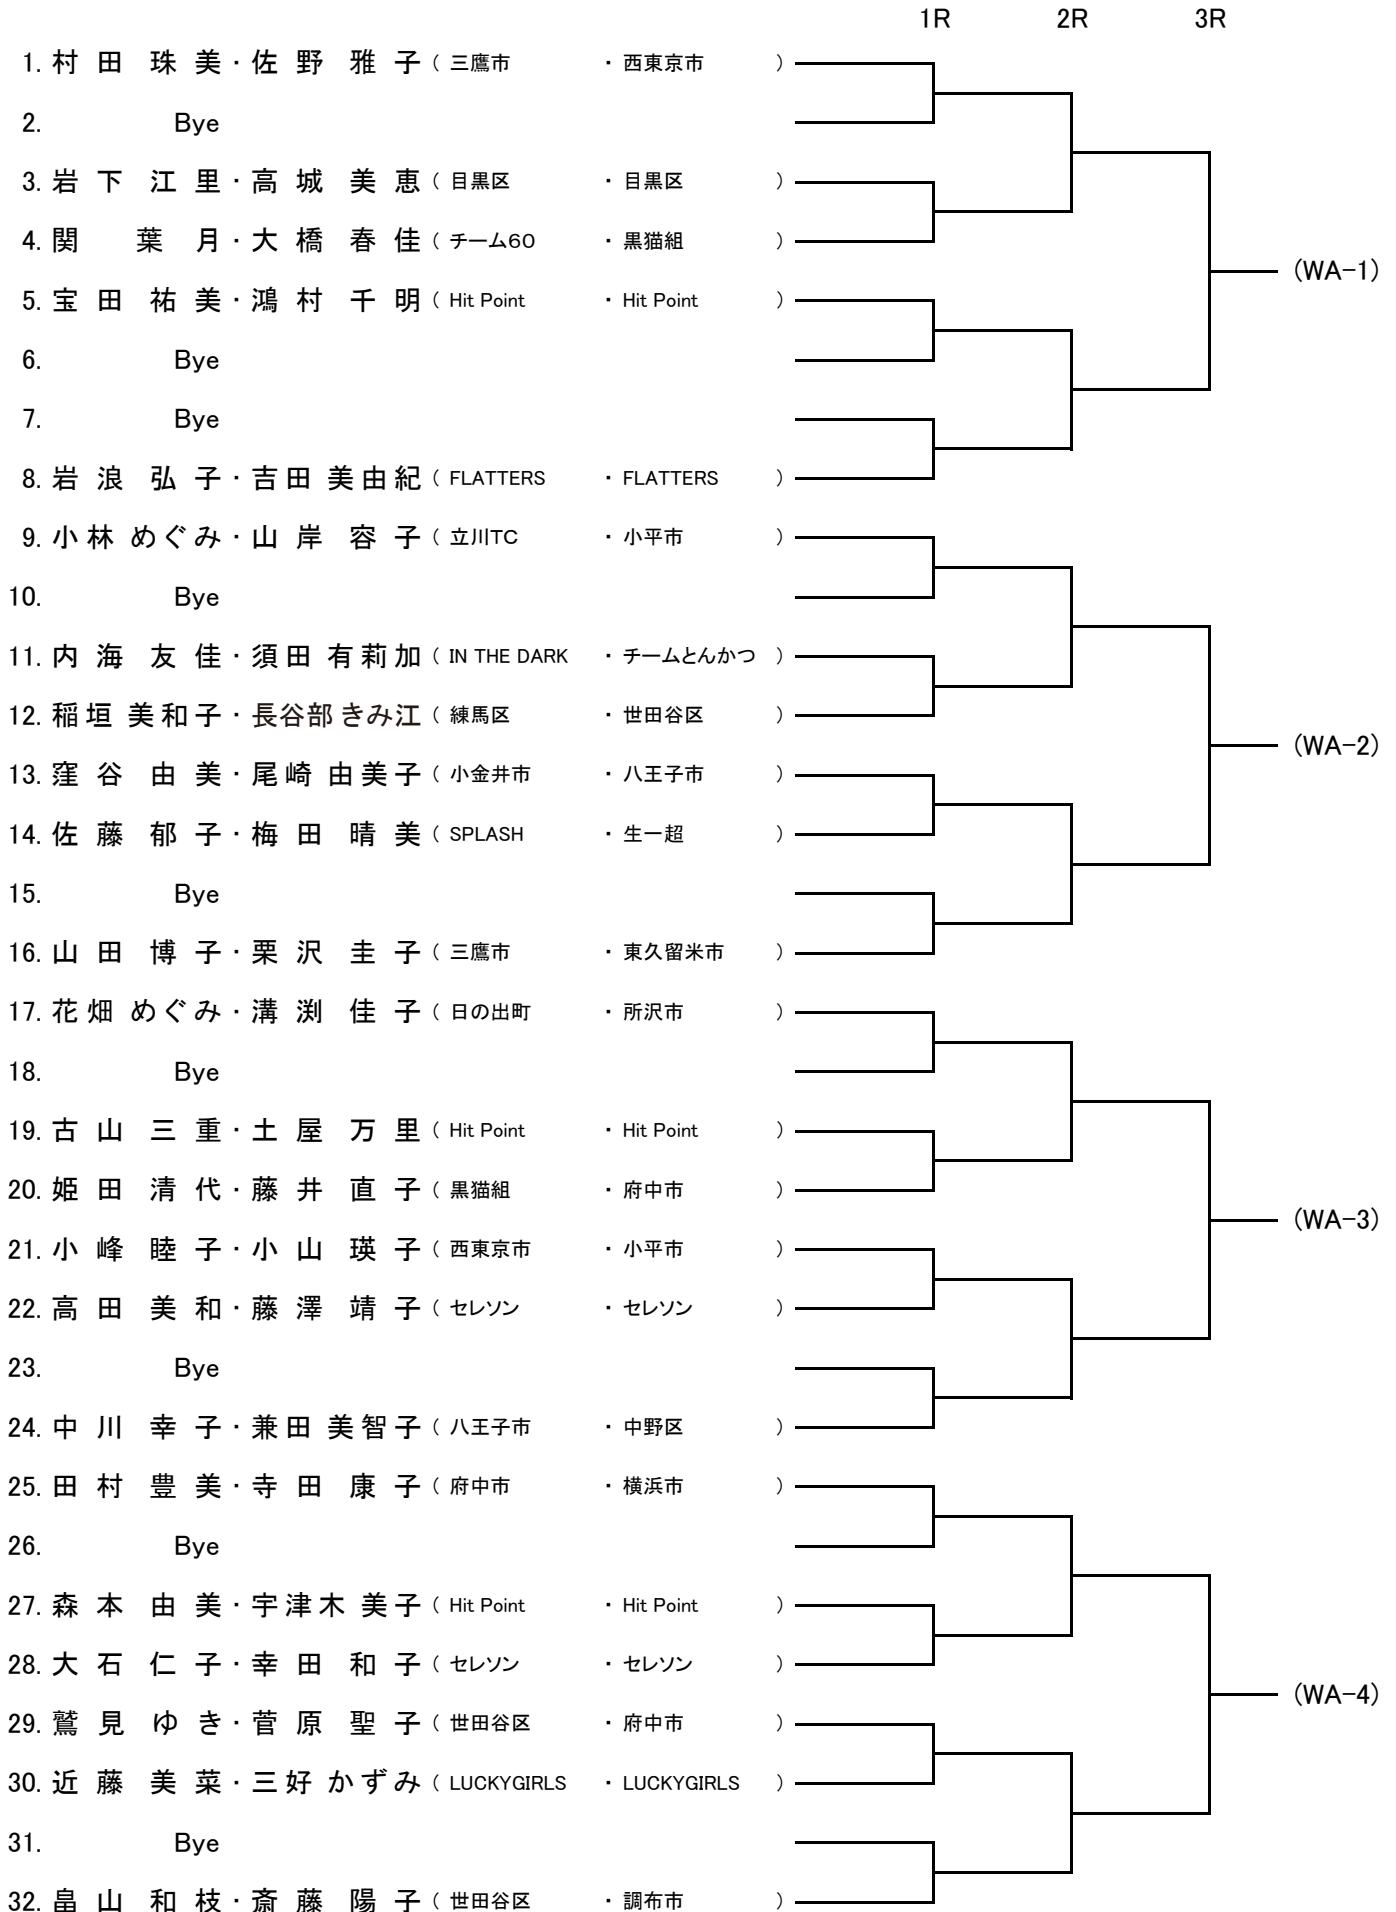 1R 2R 3R
1. 村田 珠美・佐野 雅子 ( 三鷹市 ・ 西東京市 )
2. Bye
3. 岩下 江里・高城 美恵 ( 目黒区 ・ 目黒区 )
4. 関 葉月・大橋 春佳 ( チーム60 ・ 黒猫組 )
(WA-1)
5. 宝田 祐美・鴻村 千明 ( Hit Point ・ Hit Point )
6. Bye
7. Bye
8. 岩浪 弘子・吉田 美由紀 ( FLATTERS ・ FLATTERS )
9. 小林 めぐみ・山岸 容子 ( 立川TC ・ 小平市 )
10. Bye
11. 内海 友佳・須田 有莉加 ( IN THE DARK ・ チームとんかつ )
12. 稲垣 美和子・長谷部 きみ江 ( 練馬区 ・ 世田谷区 )
(WA-2)
13. 窪谷 由美・尾崎 由美子 ( 小金井市 ・ 八王子市 )
14. 佐藤 郁子・梅田 晴美 ( SPLASH ・ 生一超 )
15. Bye
16. 山田 博子・栗沢 圭子 ( 三鷹市 ・ 東久留米市 )
17. 花畑 めぐみ・溝渕 佳子 ( 日の出町 ・ 所沢市 )
18. Bye
19. 古山 三重・土屋 万里 ( Hit Point ・ Hit Point )
20. 姫田 清代・藤井 直子 ( 黒猫組 ・ 府中市 )
(WA-3)
21. 小峰 睦子・小山 瑛子 ( 西東京市 ・ 小平市 )
22. 高田 美和・藤澤 靖子 ( セレソン ・ セレソン )
23. Bye
24. 中川 幸子・兼田 美智子 ( 八王子市 ・ 中野区 )
25. 田村 豊美・寺田 康子 ( 府中市 ・ 横浜市 )
26. Bye
27. 森本 由美・宇津木 美子 ( Hit Point ・ Hit Point )
28. 大石 仁子・幸田 和子 ( セレソン ・ セレソン )
(WA-4)
29. 鷲見 ゆき・菅原 聖子 ( 世田谷区 ・ 府中市 )
30. 近藤 美菜・三好 かずみ ( LUCKYGIRLS ・ LUCKYGIRLS )
31. Bye
32. 畠山 和枝・斎藤 陽子 ( 世田谷区 ・ 調布市 )